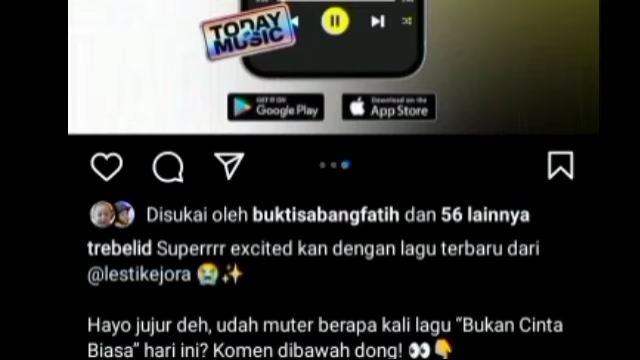 TODAY
MUSIC
GET IT ON
Google Play
Download on the
App Store
Disukai oleh buktisabangfatih dan 56 lainnya
trebelid Superrrr excited kan dengan lagu terbaru dari
@lestikejora 😭✨
Hayo jujur deh, udah muter berapa kali lagu “Bukan Cinta
Biasa” hari ini? Komen dibawah dong! 👀👇